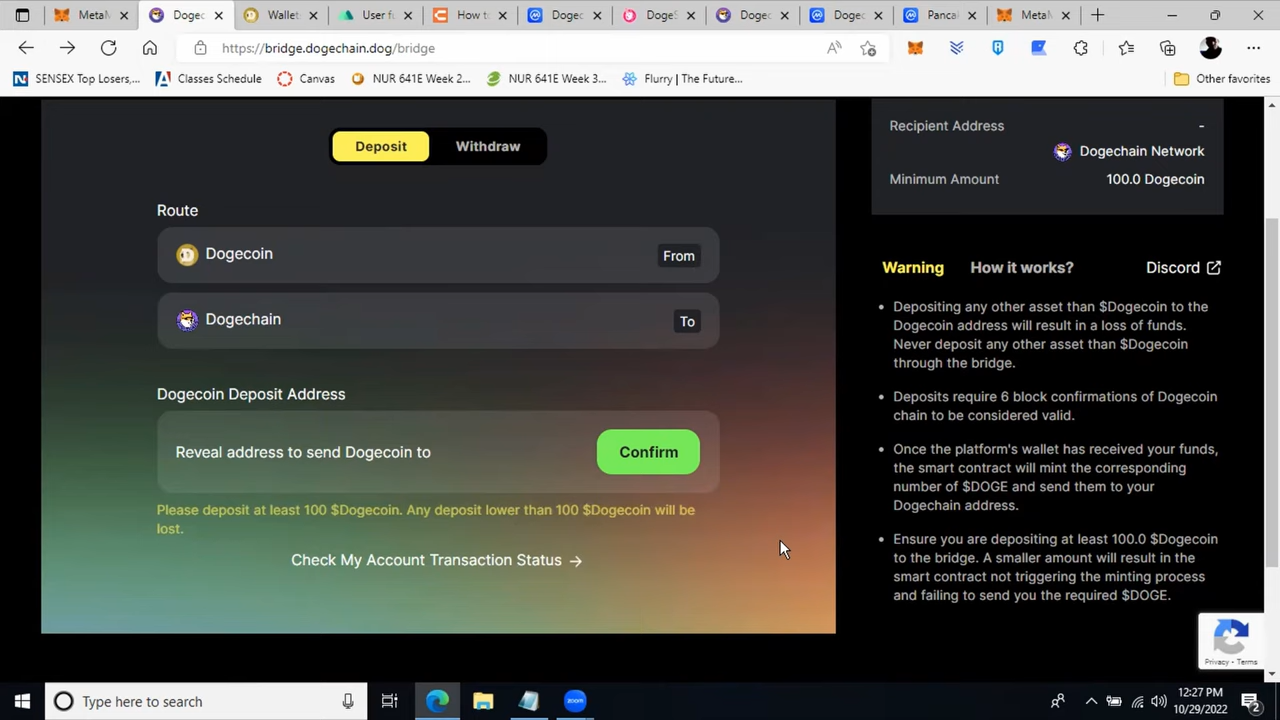 MetaM
Dogec
Wallet
User fu
How to
Dogec
DogeS
Dogec
Dogec
Panca
MetaM
https://bridge.dogechain.dog/bridge
SENSEX Top Losers,...
Classes Schedule
Canvas
NUR 641E Week 2...
NUR 641E Week 3...
Flurry | The Future...
Other favorites
Deposit
Withdraw
Route
Dogecoin
From
Dogechain
To
Dogecoin Deposit Address
Reveal address to send Dogecoin to
Confirm
Please deposit at least 100 $Dogecoin. Any deposit lower than 100 $Dogecoin will be
lost.
Check My Account Transaction Status →
Recipient Address
-
Dogechain Network
Minimum Amount
100.0 Dogecoin
Warning
How it works?
Discord
• Depositing any other asset than $Dogecoin to the
Dogecoin address will result in a loss of funds.
Never deposit any other asset than $Dogecoin
through the bridge.
• Deposits require 6 block confirmations of Dogecoin
chain to be considered valid.
• Once the platform's wallet has received your funds,
the smart contract will mint the corresponding
number of $DOGE and send them to your
Dogechain address.
• Ensure you are depositing at least 100.0 $Dogecoin
to the bridge. A smaller amount will result in the
smart contract not triggering the minting process
and failing to send you the required $DOGE.
Privacy - Terms
Type here to search
zoom
12:27 PM
10/29/2022
2